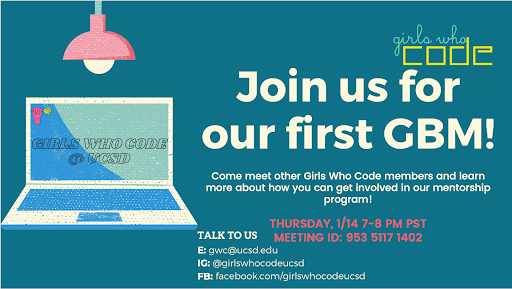 girls who
CODE
Join us for
our first GBM!
GIRLS WHO CODE
@ UCSD
Come meet other Girls Who Code members and learn
more about how you can get involved in our mentorship
program!
THURSDAY, 1/14 7-8 PM PST
MEETING ID: 953 5117 1402
TALK TO US
E: gwc@ucsd.edu
IG: @girlswhocodeucsd
FB: facebook.com/girlswhocodeucsd